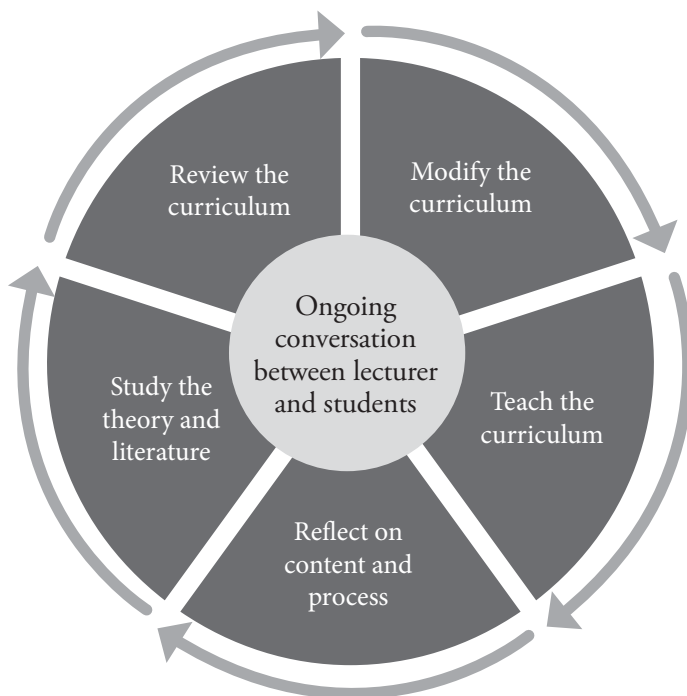 Review the
curriculum
Modify the
curriculum
Ongoing
conversation
between lecturer
and students
Study the
theory and
literature
Teach the
curriculum
Reflect on
content and
process